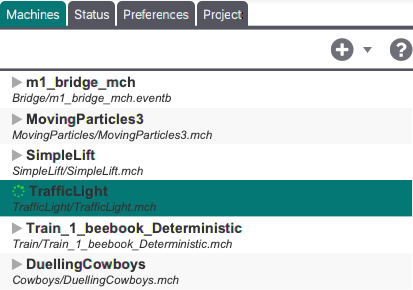 Machines Status Preferences Project
m1_bridge_mch
Bridge/m1_bridge_mch.eventb
MovingParticles3
MovingParticles/MovingParticles3.mch
SimpleLift
SimpleLift/SimpleLift.mch
TrafficLight
TrafficLight/TrafficLight.mch
Train_1_beebook_Deterministic
Train/Train_1_beebook_Deterministic.mch
DuellingCowboys
Cowboys/DuellingCowboys.mch